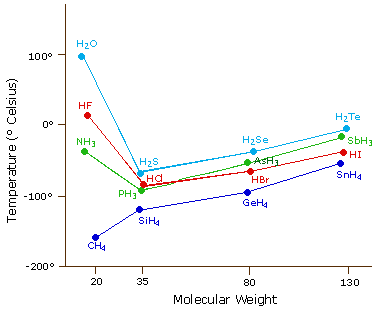 H₂O
100°
HF
0°
NH₃
H₂S
HCl
PH₃
H₂Se
AsH₃
HBr
H₂Te
SbH₃
HI
SnH₄
-100°
SiH₄
GeH₄
CH₄
-200°
20 35 80 130
Molecular Weight
Temperature (° Celsius)